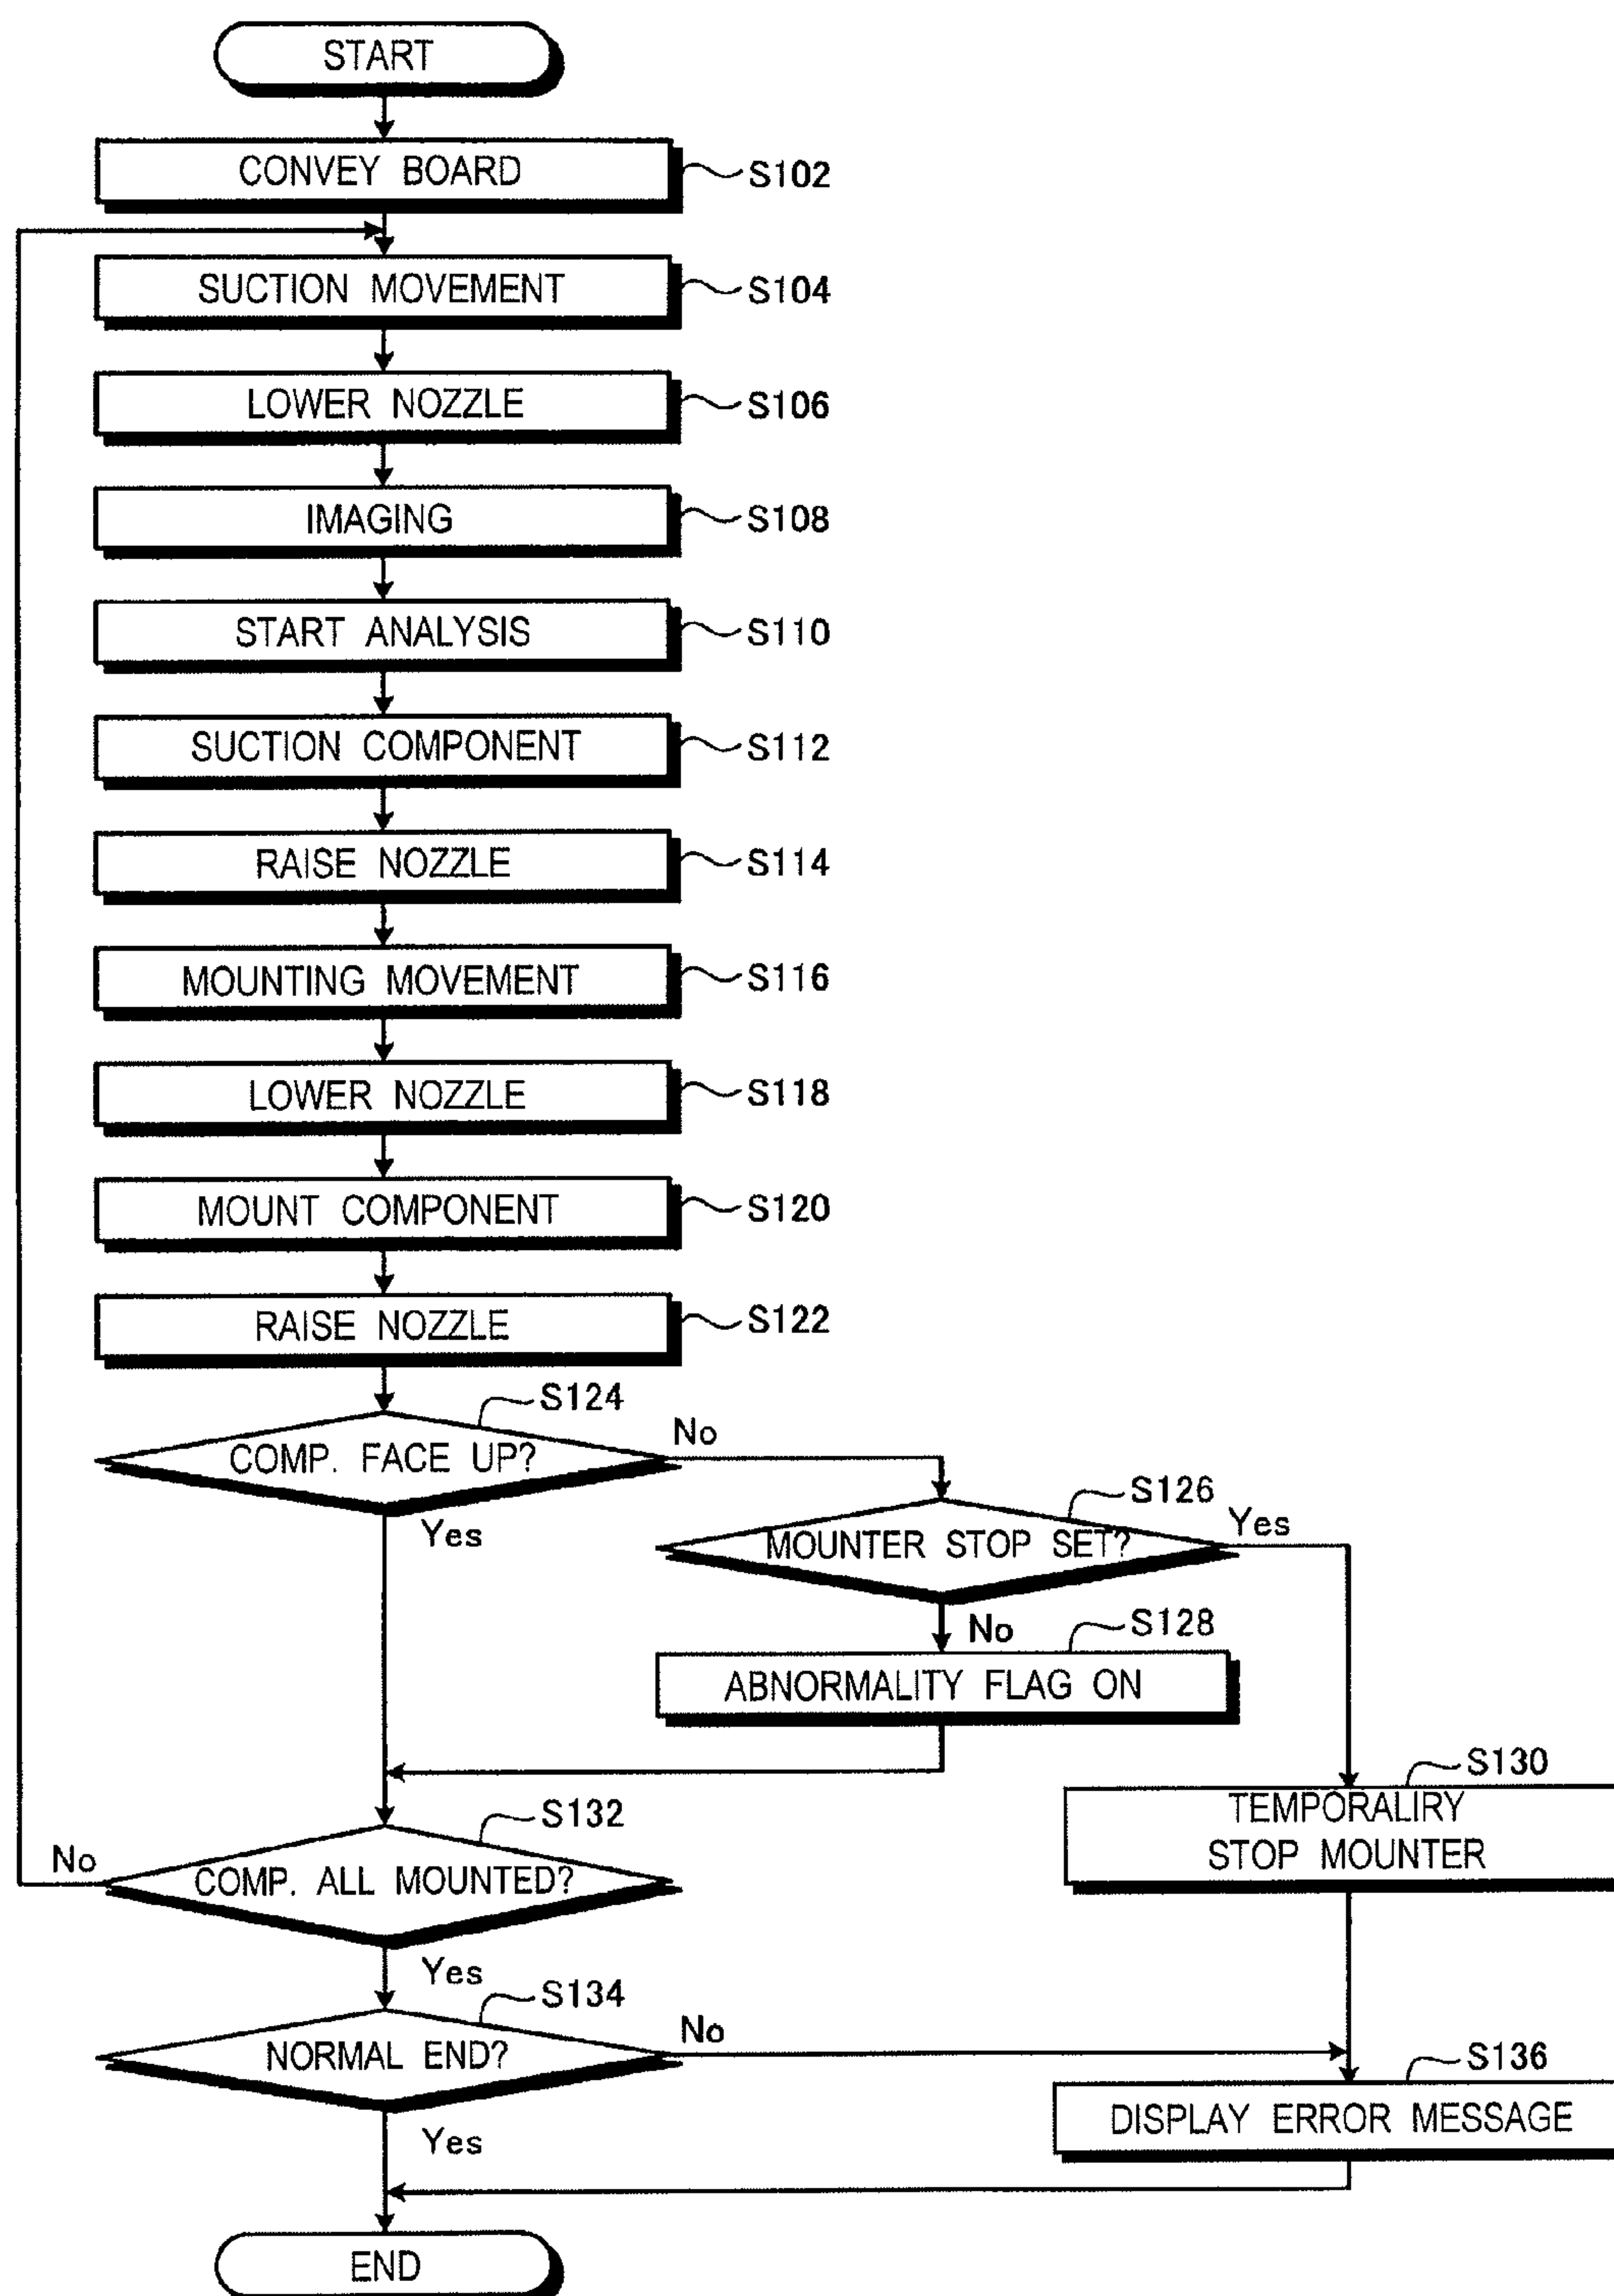 START
CONVEY BOARD
S102
SUCTION MOVEMENT
S104
LOWER NOZZLE
S106
IMAGING
S108
START ANALYSIS
S110
SUCTION COMPONENT
S112
RAISE NOZZLE
S114
MOUNTING MOVEMENT
S116
LOWER NOZZLE
S118
MOUNT COMPONENT
S120
RAISE NOZZLE
S122
S124
COMP. FACE UP?
No
Yes
S126
MOUNTER STOP SET?
Yes
No
S128
ABNORMALITY FLAG ON
S130
TEMPORALIRY
STOP MOUNTER
S132
COMP. ALL MOUNTED?
No
Yes
S134
NORMAL END?
No
Yes
S136
DISPLAY ERROR MESSAGE
END